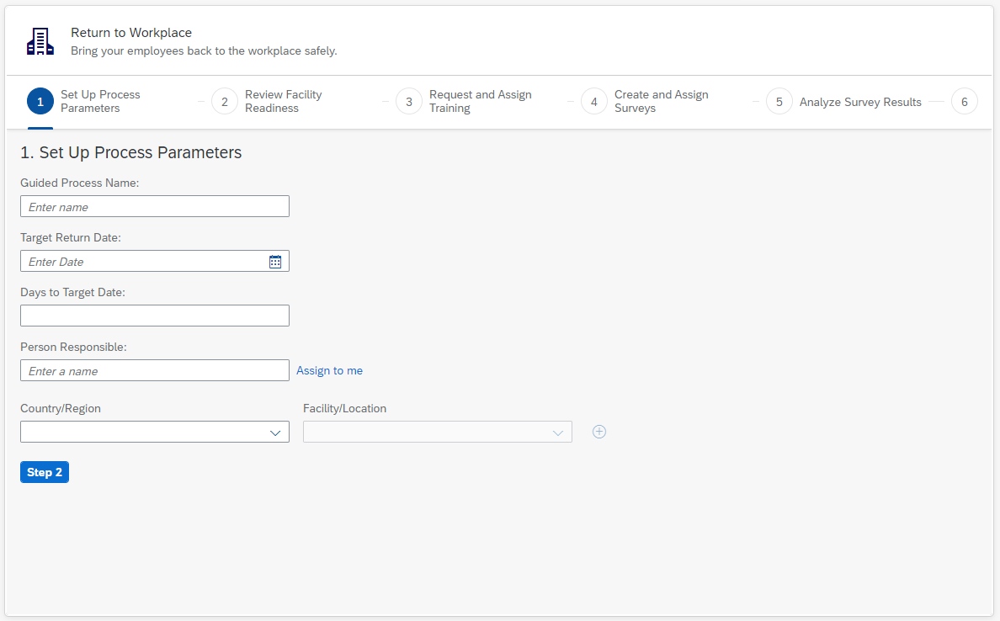 Return to Workplace
Bring your employees back to the workplace safely.
1
Set Up Process
Parameters
2
Review Facility
Readiness
3
Request and Assign
Training
4
Create and Assign
Surveys
5
Analyze Survey Results
6
1. Set Up Process Parameters
Guided Process Name:
Enter name
Target Return Date:
Enter Date
Days to Target Date:
Person Responsible:
Enter a name
Assign to me
Country/Region
Facility/Location
Step 2